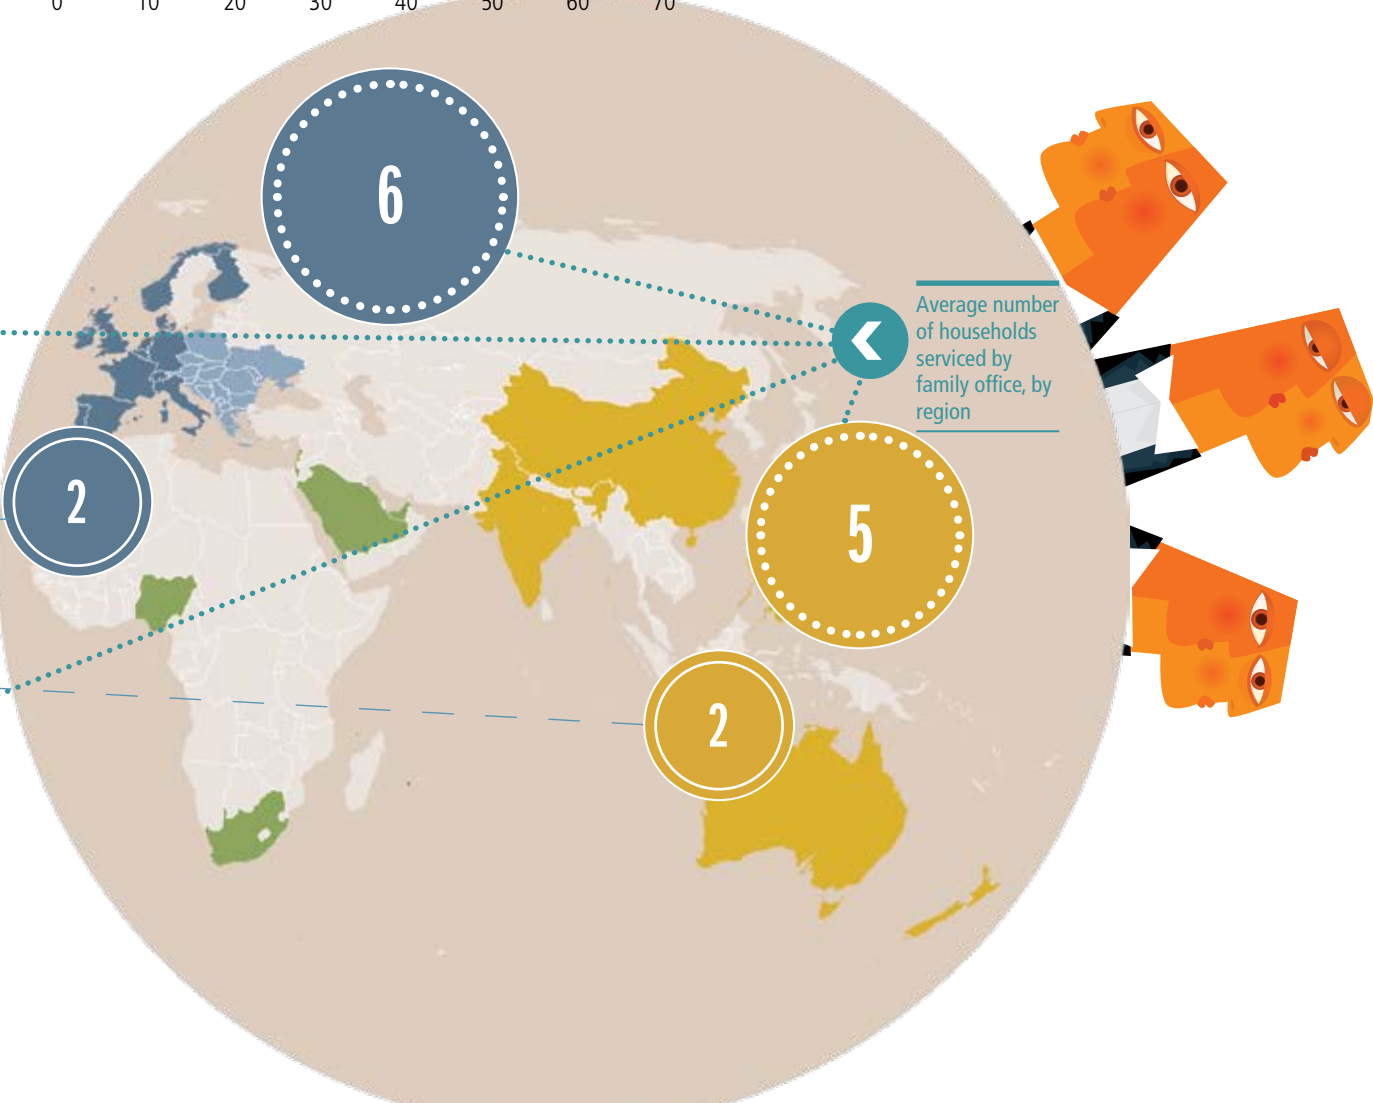 0 10 20 30 40 50 60 70
6
Average number
of households
serviced by
family office, by
region
2
5
2